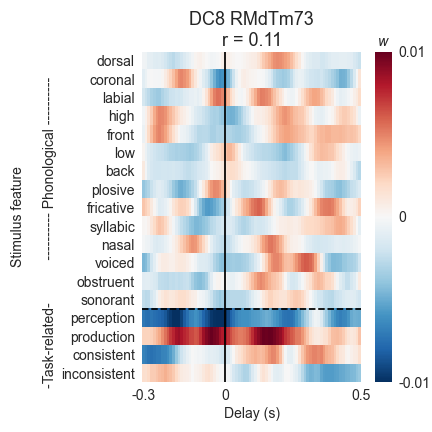 DC8 RMdTm73
r = 0.11
w
dorsal
coronal
labial
high
front
low
back
plosive
fricative
syllabic
nasal
voiced
obstruent
sonorant
perception
production
consistent
inconsistent
Stimulus feature
-Task-related- ---------- Phonological ----------
0.01
0
-0.01
-0.3 0 0.5
Delay (s)